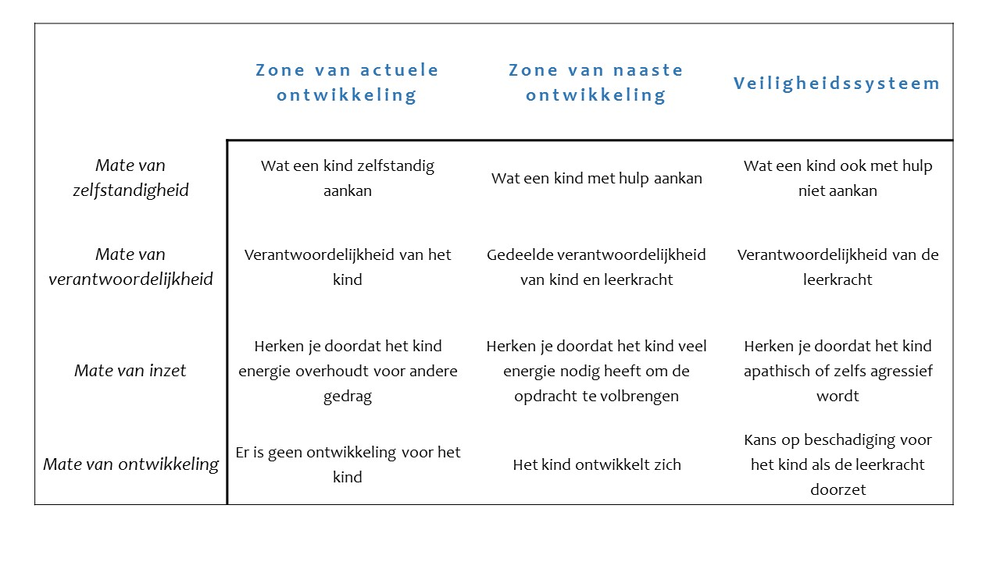 Zone van actuele
ontwikkeling
Zone van naaste
ontwikkeling
Veiligheidssysteem
Mate van
zelfstandigheid
Wat een kind zelfstandig
aankan
Wat een kind met hulp aankan
Wat een kind ook met hulp
niet aankan
Mate van
verantwoordelijkheid
Verantwoordelijkheid van het
kind
Gedeelde verantwoordelijkheid
van kind en leerkracht
Verantwoordelijkheid van de
leerkracht
Mate van inzet
Herken je doordat het kind
energie overhoudt voor andere
gedrag
Herken je doordat het kind veel
energie nodig heeft om de
opdracht te volbrengen
Herken je doordat het kind
apathisch of zelfs agressief
wordt
Mate van ontwikkeling
Er is geen ontwikkeling voor het
kind
Het kind ontwikkelt zich
Kans op beschadiging voor
het kind als de leerkracht
doorzet